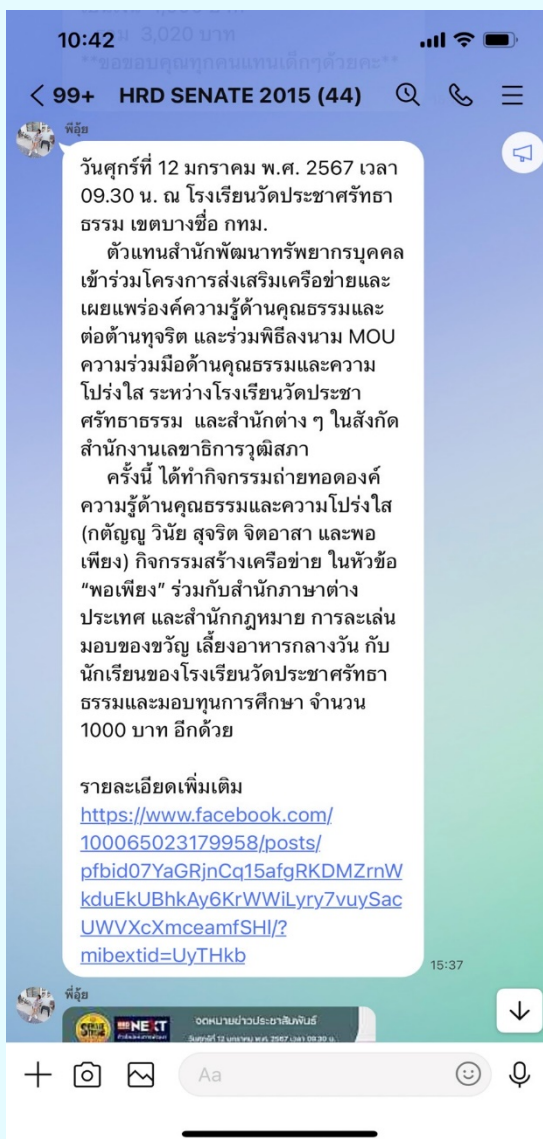 10:42
3,020 บาท
**ขอขอบคุณทุกคนแทนเด็กๆด้วยคะ**
99+ HRD SENATE 2015 (44)
พี่อุ้ย
วันศุกร์ที่ 12 มกราคม พ.ศ. 2567 เวลา
09.30 น. ณ โรงเรียนวัดประชาศรัทธา
ธรรม เขตบางซื่อ กทม.
ตัวแทนสำนักพัฒนาทรัพยากรบุคคล
เข้าร่วมโครงการส่งเสริมเครือข่ายและ
เผยแพร่องค์ความรู้ด้านคุณธรรมและ
ต่อต้านทุจริต และร่วมพิธีลงนาม MOU
ความร่วมมือด้านคุณธรรมและความ
โปร่งใส ระหว่างโรงเรียนวัดประชา
ศรัทธาธรรม และสำนักต่าง ๆ ในสังกัด
สำนักงานเลขาธิการวุฒิสภา
ครั้งนี้ ได้ทำกิจกรรมถ่ายทอดองค์
ความรู้ด้านคุณธรรมและความโปร่งใส
(กตัญญู วินัย สุจริต จิตอาสา และพอ
เพียง) กิจกรรมสร้างเครือข่าย ในหัวข้อ
“พอเพียง” ร่วมกับสำนักภาษาต่าง
ประเทศ และสำนักกฎหมาย การละเล่น
มอบของขวัญ เลี้ยงอาหารกลางวัน กับ
นักเรียนของโรงเรียนวัดประชาศรัทธา
ธรรมและมอบทุนการศึกษา จำนวน
1000 บาท อีกด้วย
รายละเอียดเพิ่มเติม
https://www.facebook.com/
100065023179958/posts/
pfbid07YaGRjnCq15afgRKDMZrnW
kduEkUBhkAy6KrWWiLyry7vuySac
UWVXcXmceamfSHl/?
mibextid=UyTHkb
15:37
พี่อุ้ย
NEXT
จดหมายข่าวประชาสัมพันธ์
วันศุกร์ที่ 12 มกราคม พ.ศ. 2567 เวลา 09.30 น.
Aa